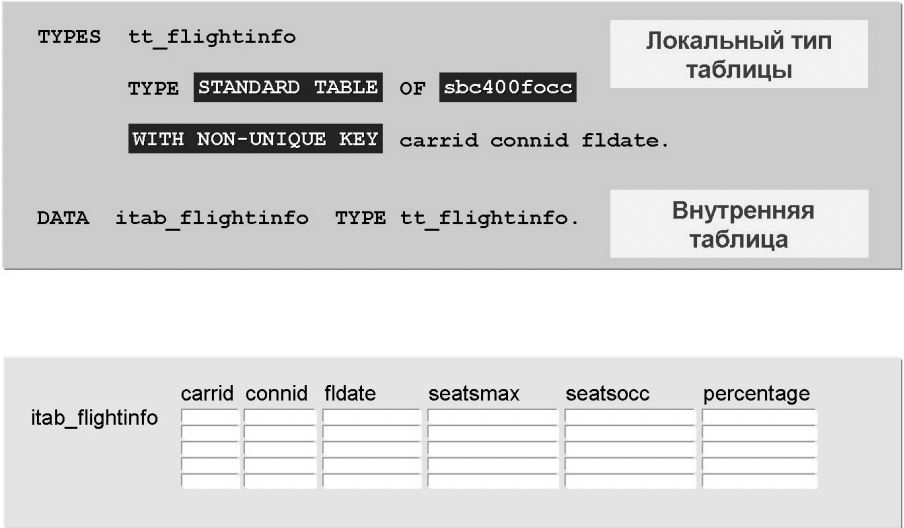 TYPES tt_flightinfo
Локальный тип
таблицы
TYPE STANDARD TABLE OF sbc400focc
WITH NON-UNIQUE KEY carrid connid fldate.
DATA itab_flightinfo TYPE tt_flightinfo.
Внутренняя
таблица
carrid connid fldate seatsmax seatsocc percentage
itab_flightinfo